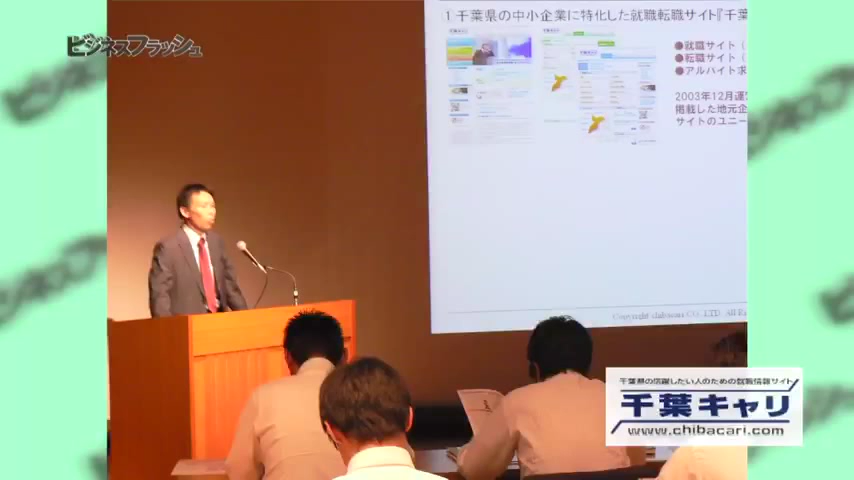 ビジネスフラッシュ
1 千葉県の中小企業に特化した就職転職サイト『千葉
●就職サイト（
●転職サイト（
●アルバイト求
2003年12月運営
掲載した地元企
サイトのユニー
Copyright chibacari CO., LTD. All
千葉県の活躍したい人のための就職情報サイト
千葉キャリ
www.chibacari.com